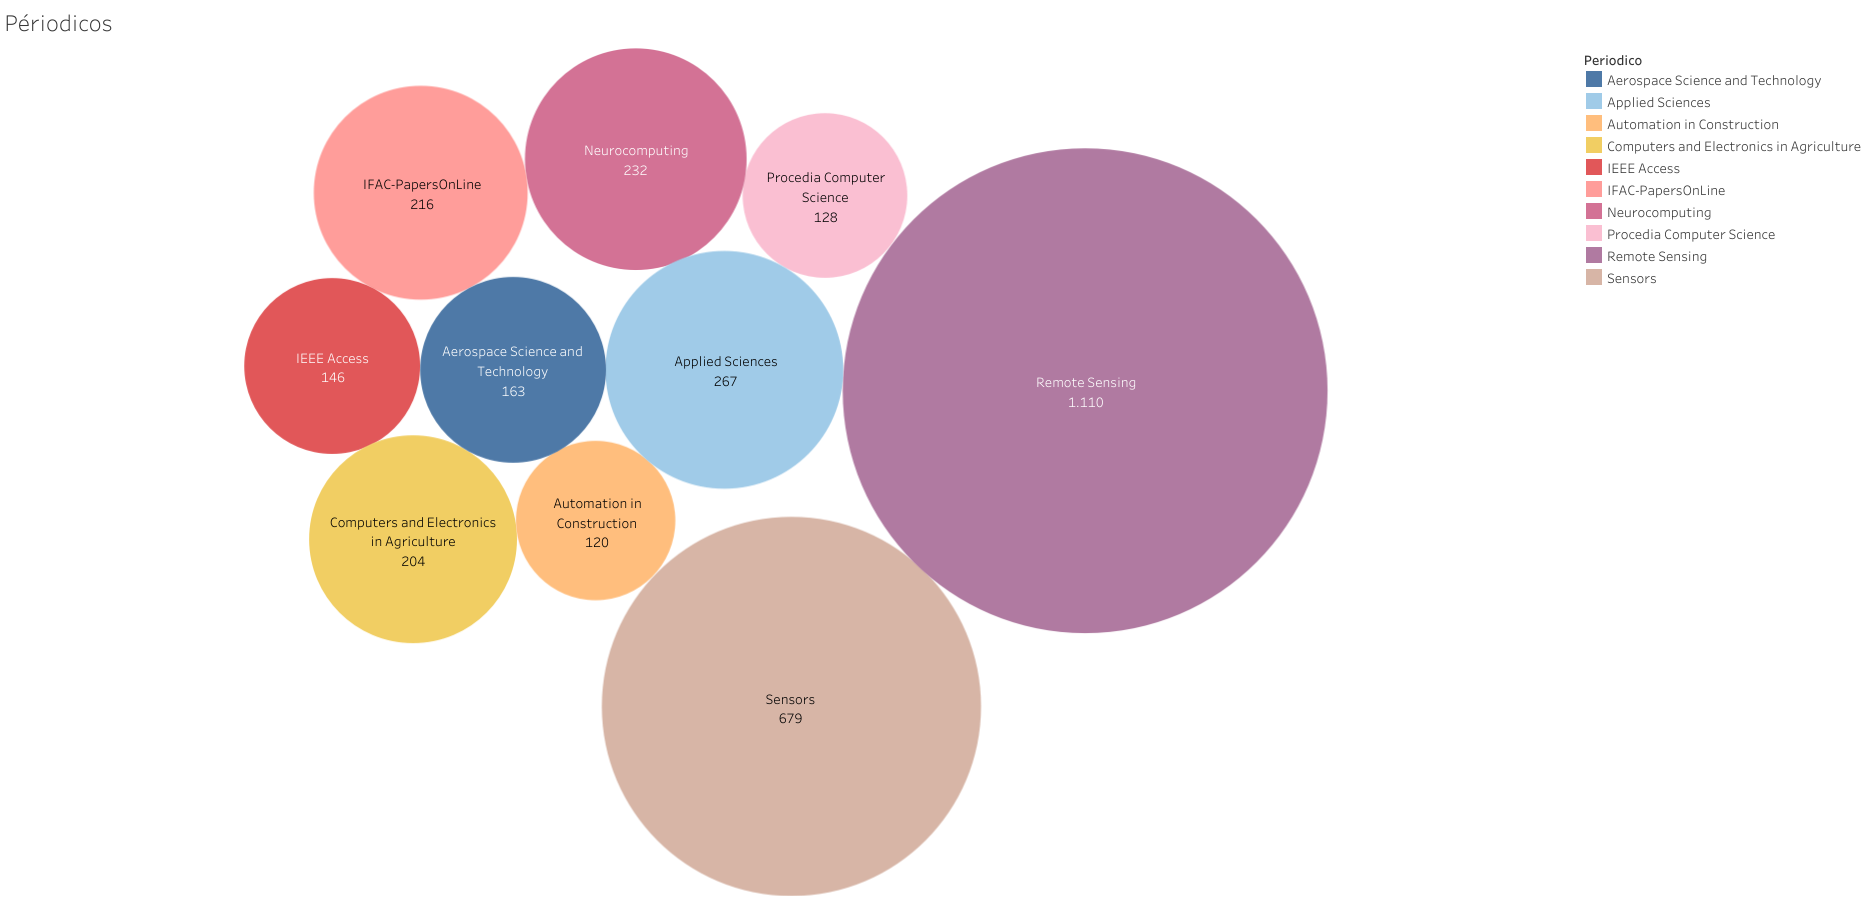 Périodicos
Neurocomputing
232
IFAC-PapersOnLine
216
Procedia Computer
Science
128
IEEE Access
146
Aerospace Science and
Technology
163
Applied Sciences
267
Remote Sensing
1.110
Computers and Electronics
in Agriculture
204
Automation in
Construction
120
Sensors
679
Periodico
Aerospace Science and Technology
Applied Sciences
Automation in Construction
Computers and Electronics in Agriculture
IEEE Access
IFAC-PapersOnLine
Neurocomputing
Procedia Computer Science
Remote Sensing
Sensors